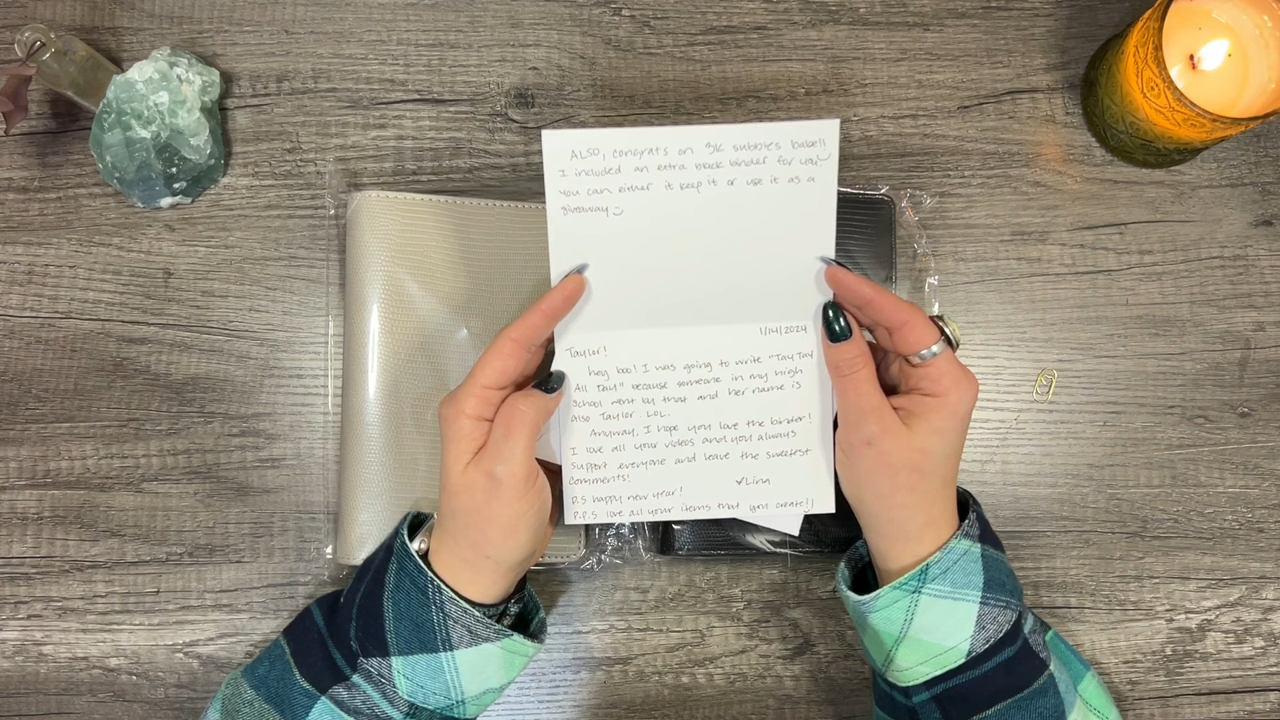 ALSO, congrats on 3k subbies babe!!
I included an extra black binder for you!
You can either it keep it or use it as a
giveaway
1/14/2024
Taylor!
hey boo! I was going to write "Tay Tay
All Day" because someone in my high
school went by that and her name is
also Taylor. LOL.
Anyway, I hope you love the binder!
I love all your videos and you always
support everyone and leave the sweetest
comments!
Lina
P.S happy new year!
P.P.S love all your items that you create!!